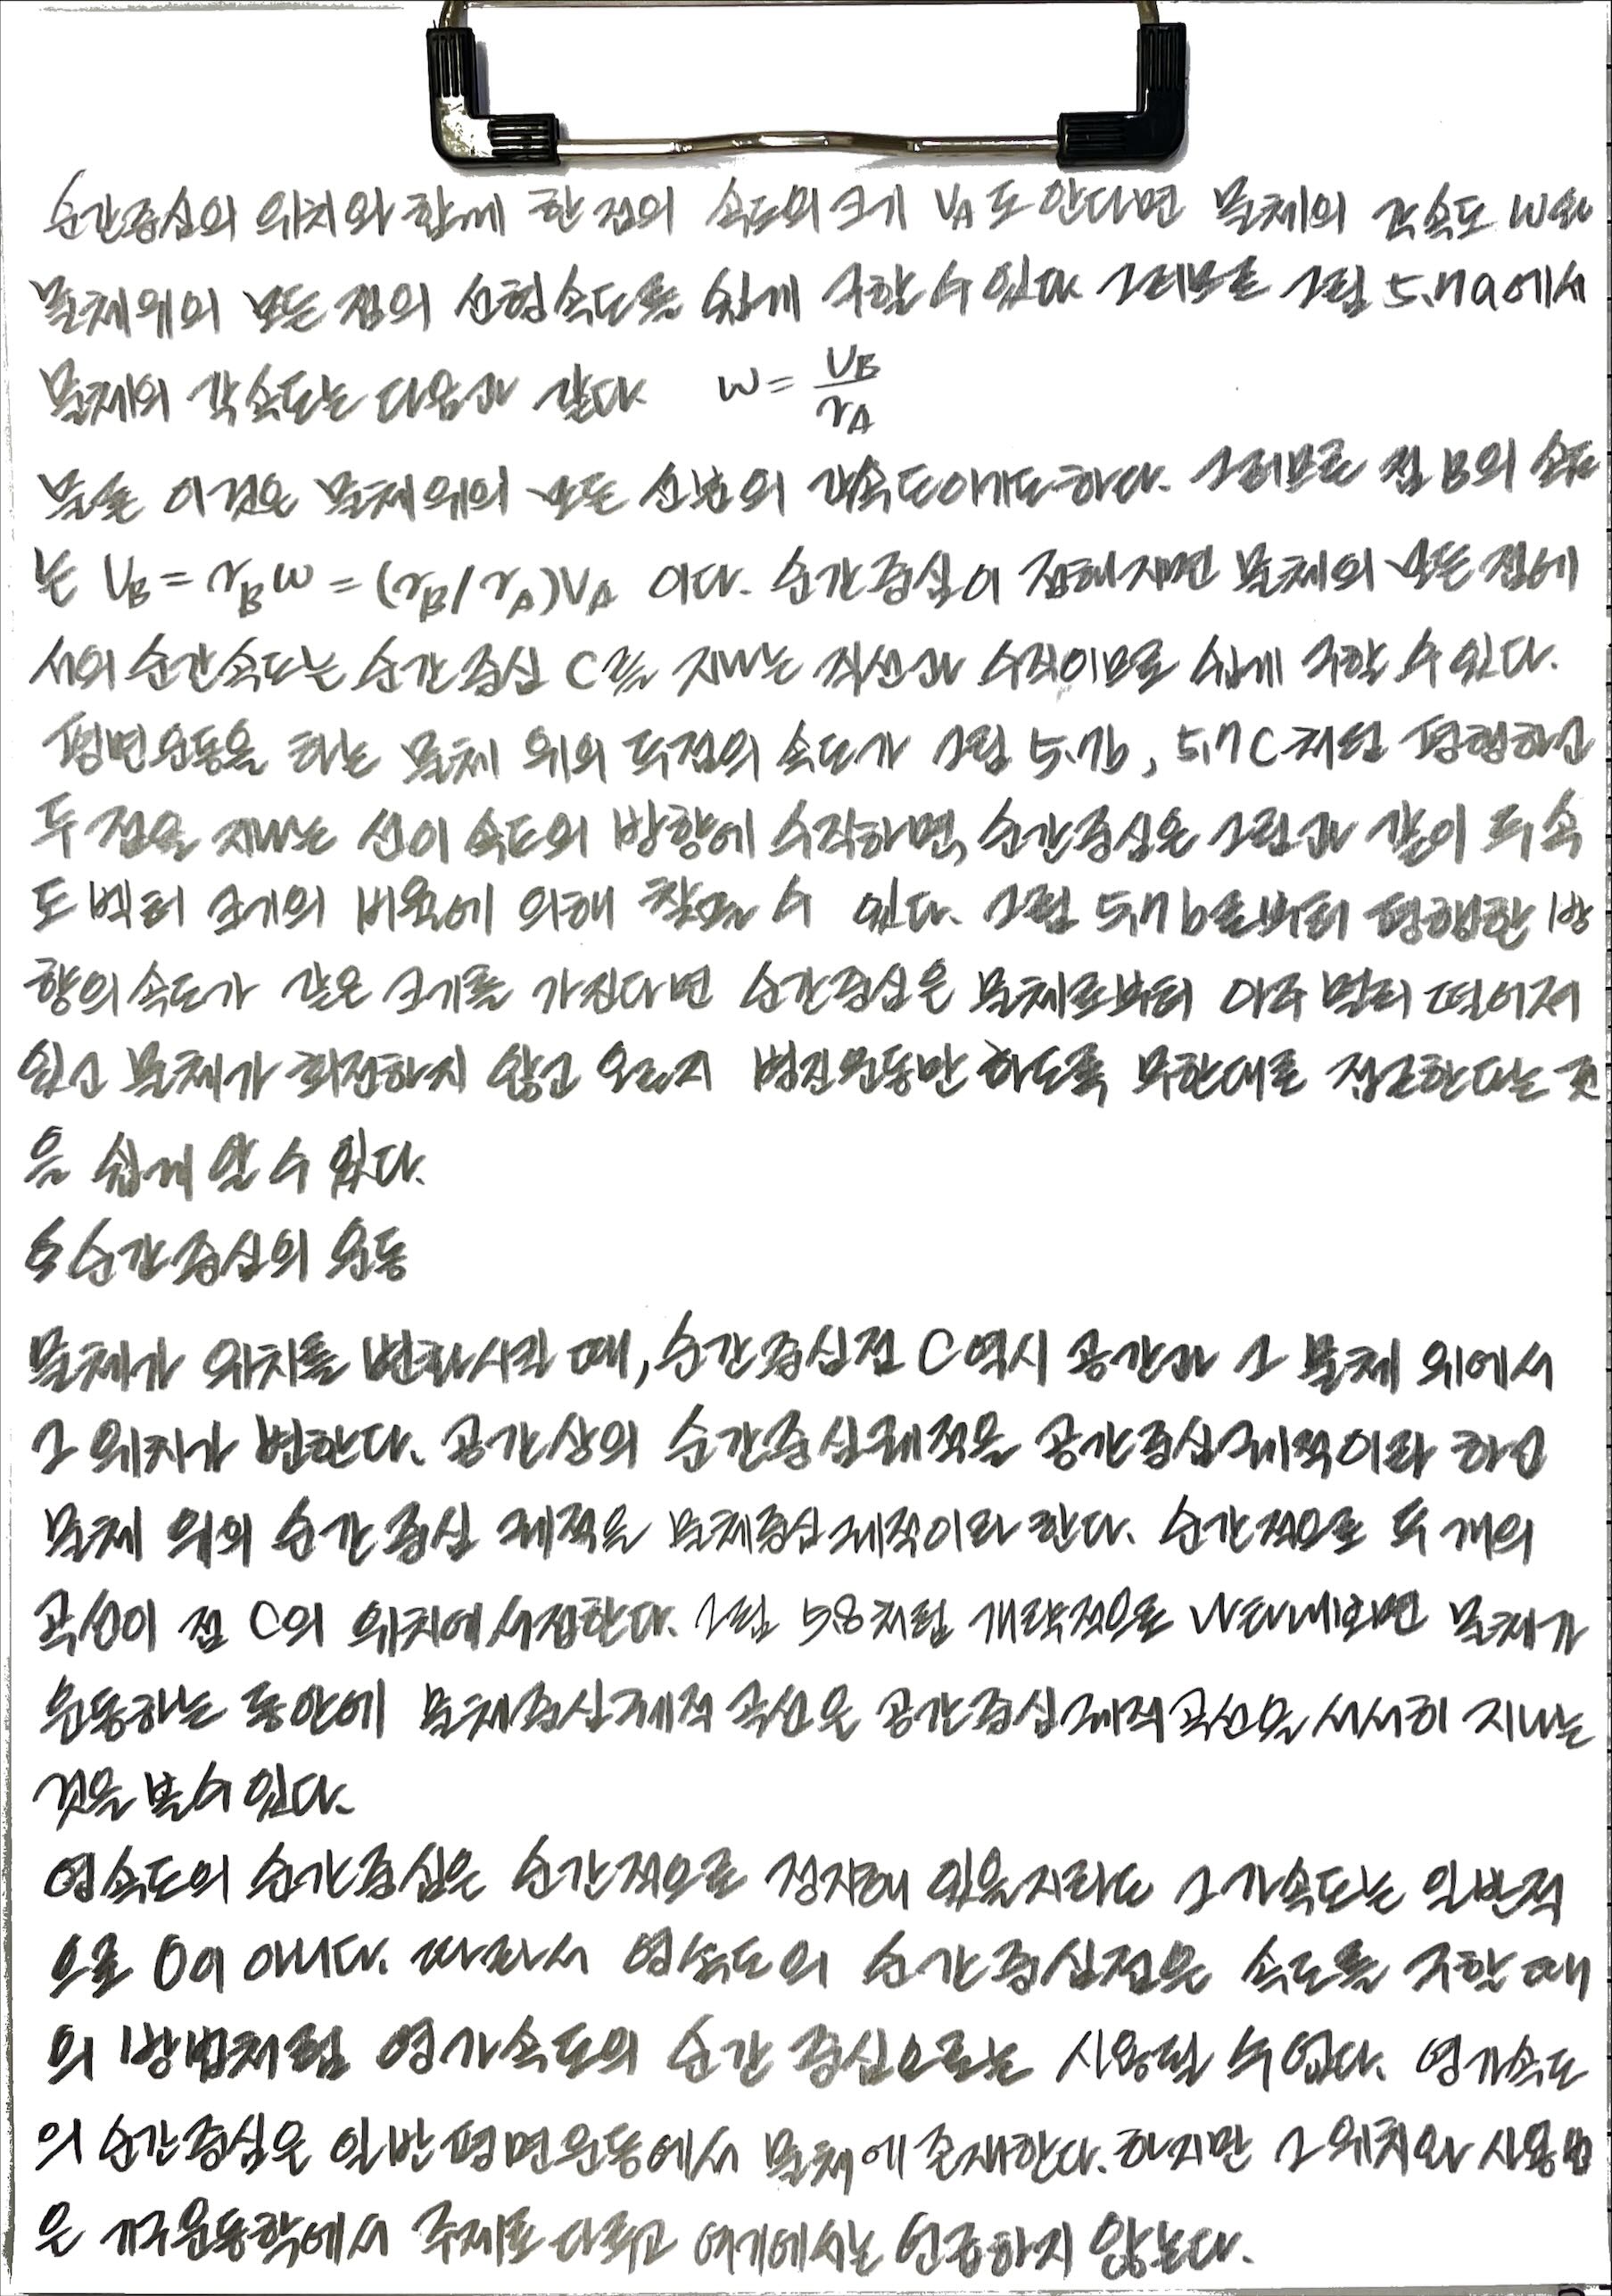 순간중심의 위치와 함께 한 점의 속도의 크기 VA도 안다면 물체의 각속도 w와
물체위의 모든 점의 선형속도를 쉽게 구할 수 있다 그러므로 그림 5.7a에서
물체의 각속도는 다음과 같다 w = VB/rA
물론 이것은 물체위의 모든 선분의 각속도이기도 하다. 그러므로 점 B의 속도
는 VB = rBw = (rB/rA)VA 이다. 순간중심이 정해지면 물체의 모든 점에
서의 순간속도는 순간중심 C를 지나는 직선과 수직이므로 쉽게 구할 수 있다.
평면운동을 하는 물체 위의 두점의 속도가 그림 5.7b, 5.7C처럼 평행하고
두 점을 지나는 선이 속도의 방향에 수직하면, 순간중심은 그림과 같이 두 속
도 벡터 크기의 비율에 의해 찾을 수 있다. 그림 5.7b로부터 평행한 방
향의 속도가 같은 크기를 가진다면 순간중심은 물체로부터 아주 멀리 떨어져
있고 물체가 회전하지 않고 오로지 병진운동만 하도록 무한대로 접근한다는 것
을 쉽게 알 수 있다.
순간중심의 운동
물체가 위치를 변화시킬 때, 순간중심점 C 역시 공간과 그 물체 위에서
그 위치가 변한다. 공간상의 순간중심궤적을 공간중심궤적이라 하고
물체 위의 순간중심 궤적을 물체중심궤적이라 한다. 순간적으로 두 개의
곡선이 점 C의 위치에서 접한다. 그림 5.8처럼 개략적으로 나타내보면 물체가
운동하는 동안에 물체중심궤적 곡선은 공간중심궤적곡선을 서서히 지나는
것을 볼 수 있다.
영속도의 순간중심은 순간적으로 정지해 있을지라도 그 가속도는 일반적
으로 0이 아니다. 따라서 영속도의 순간중심점은 속도를 구할 때
의 방법처럼 영가속도의 순간 중심으로는 사용될 수 없다. 영가속도
의 순간중심은 일반평면운동에서 물체에 존재한다. 하지만 그 위치와 사용법
은 기구운동학에서 주제로 다루고 여기에서는 언급하지 않는다.